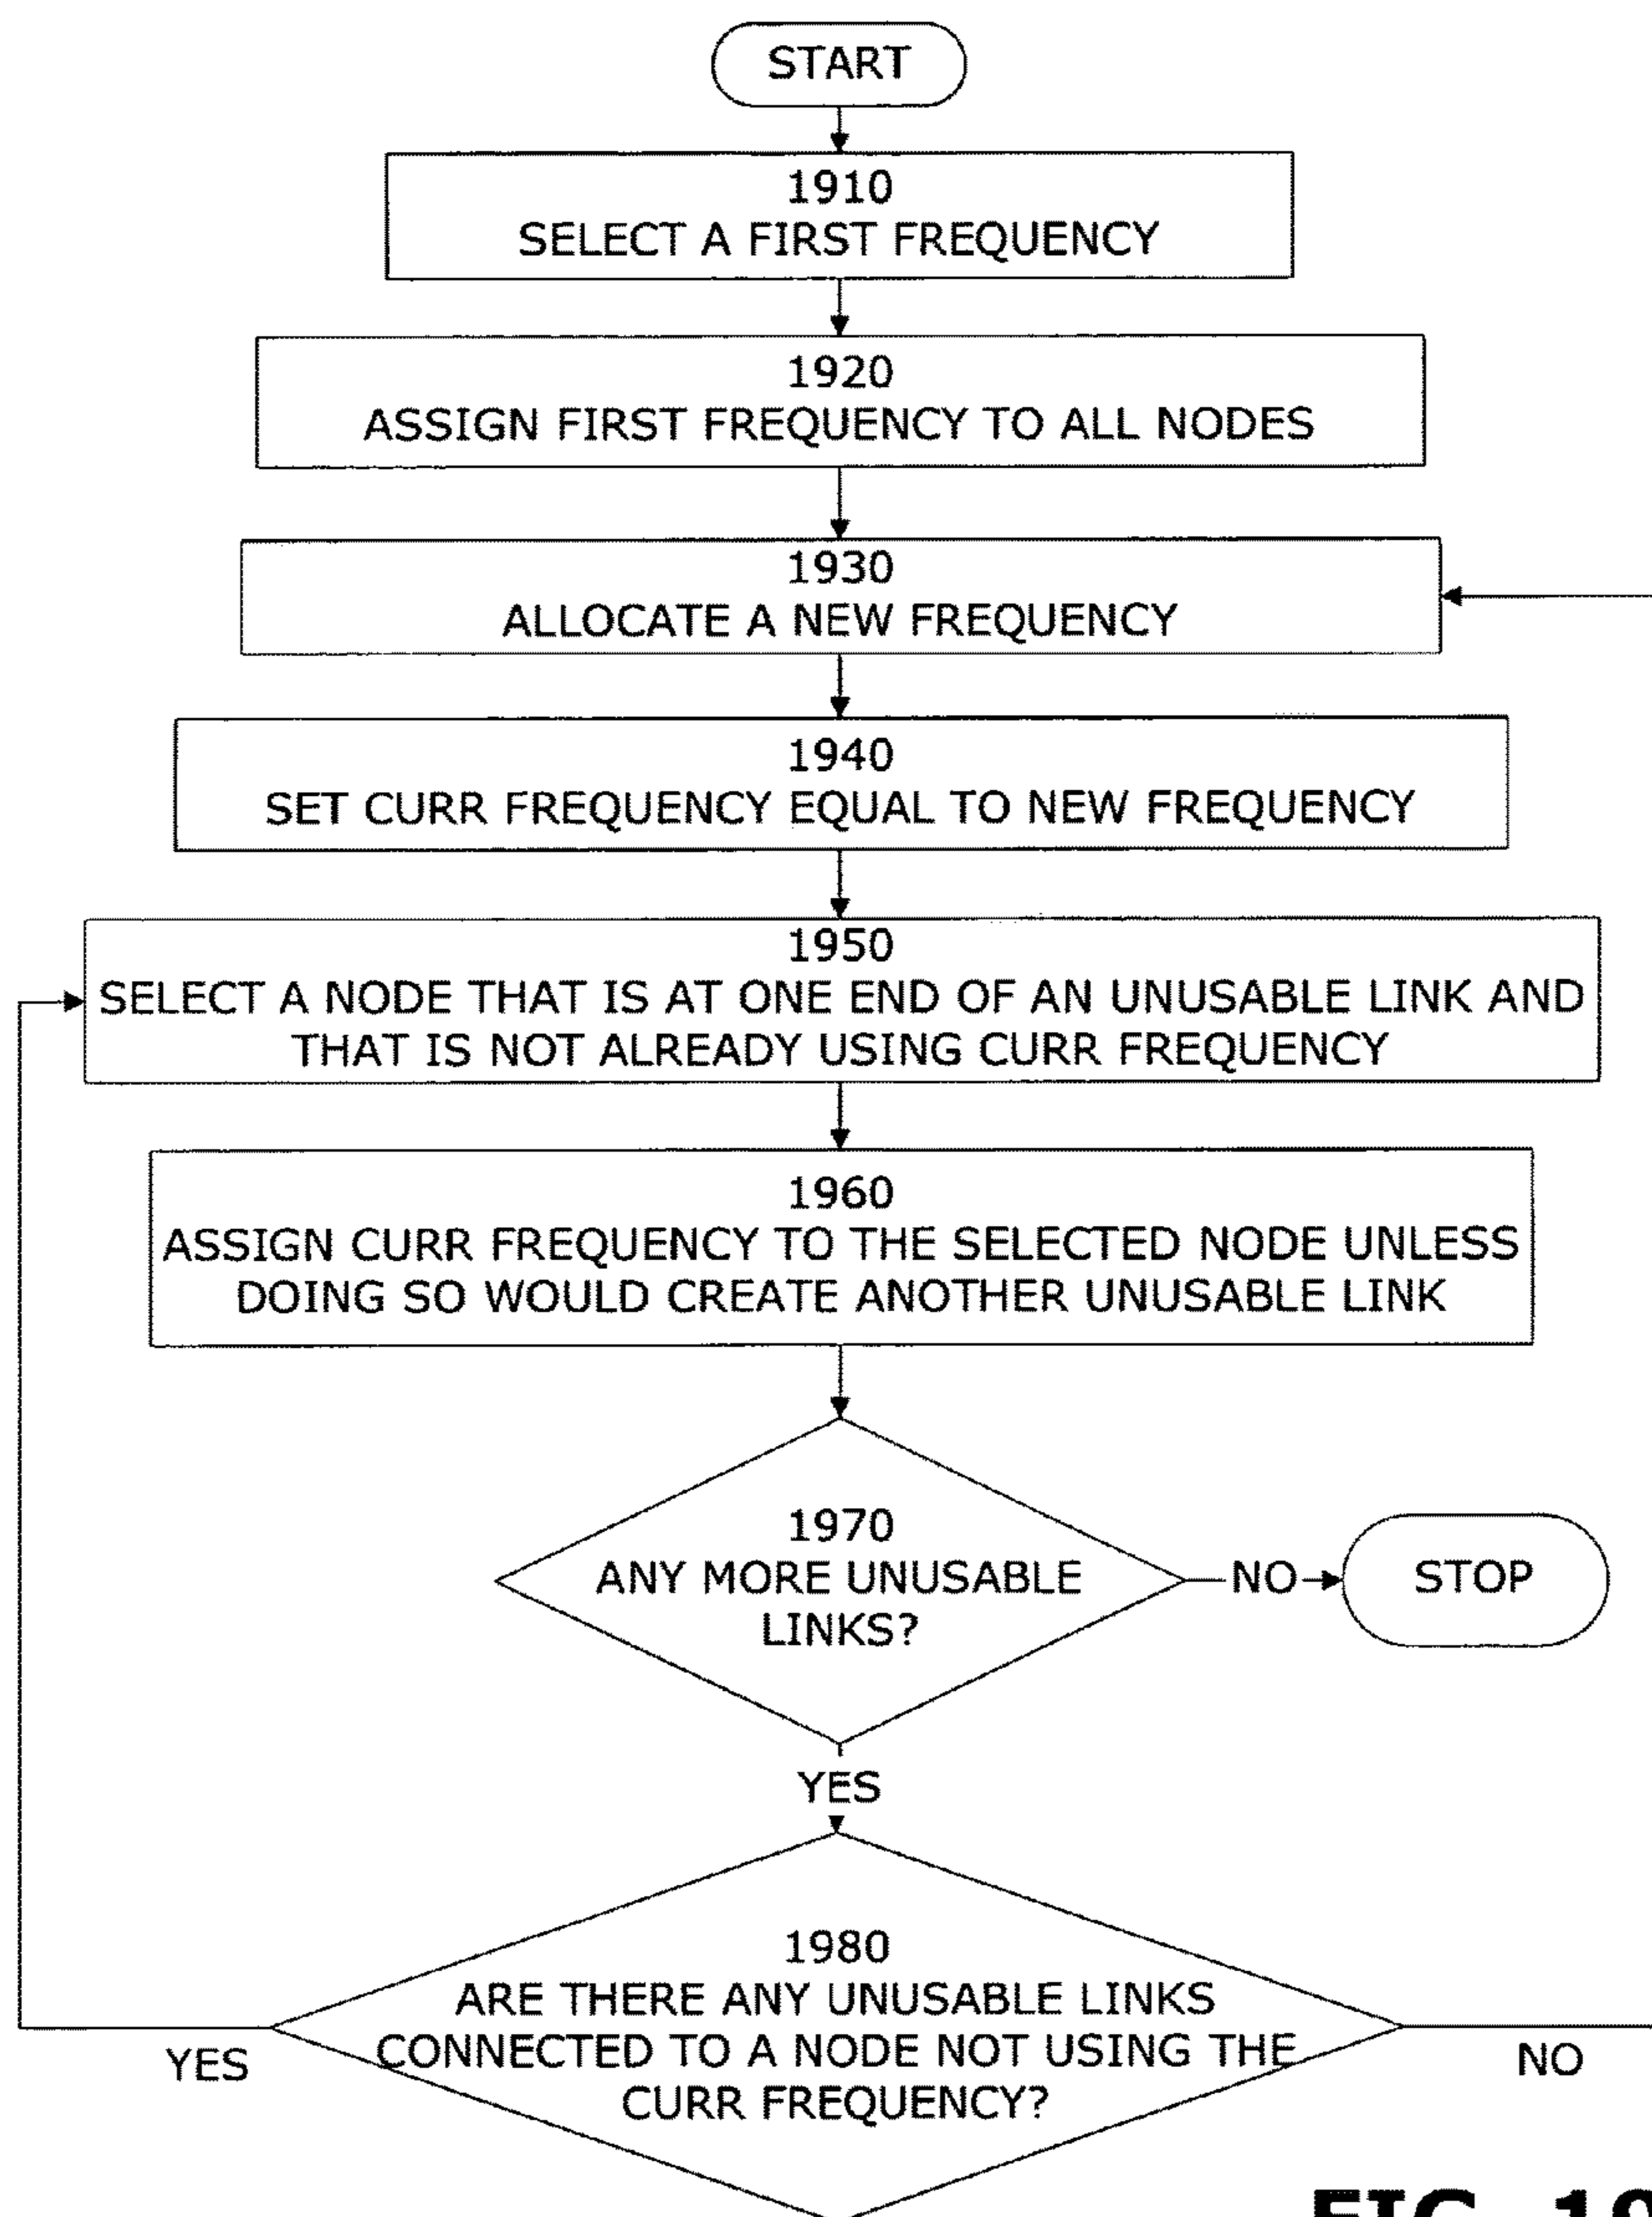 START
1910
SELECT A FIRST FREQUENCY
1920
ASSIGN FIRST FREQUENCY TO ALL NODES
1930
ALLOCATE A NEW FREQUENCY
1940
SET CURR FREQUENCY EQUAL TO NEW FREQUENCY
1950
SELECT A NODE THAT IS AT ONE END OF AN UNUSABLE LINK AND
THAT IS NOT ALREADY USING CURR FREQUENCY
1960
ASSIGN CURR FREQUENCY TO THE SELECTED NODE UNLESS
DOING SO WOULD CREATE ANOTHER UNUSABLE LINK
1970
ANY MORE UNUSABLE
LINKS?
NO
STOP
YES
1980
ARE THERE ANY UNUSABLE LINKS
CONNECTED TO A NODE NOT USING THE
CURR FREQUENCY?
YES
NO
FIG. 19